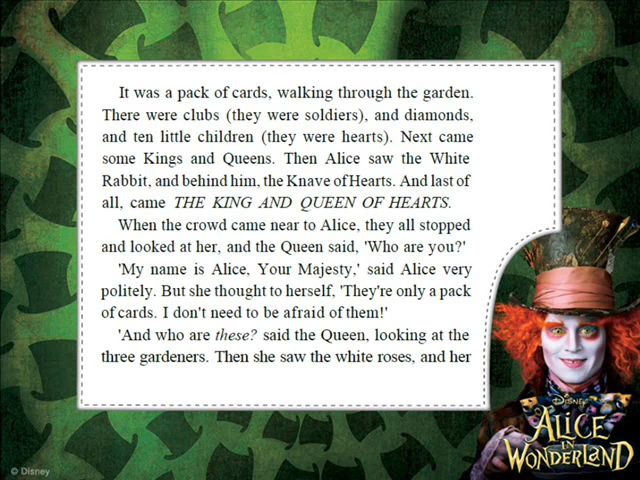 It was a pack of cards, walking through the garden.
There were clubs (they were soldiers), and diamonds,
and ten little children (they were hearts). Next came
some Kings and Queens. Then Alice saw the White
Rabbit, and behind him, the Knave of Hearts. And last of
all, came THE KING AND QUEEN OF HEARTS.
When the crowd came near to Alice, they all stopped
and looked at her, and the Queen said, 'Who are you?'
'My name is Alice, Your Majesty,' said Alice very
politely. But she thought to herself, 'They're only a pack
of cards. I don't need to be afraid of them!'
'And who are these? said the Queen, looking at the
three gardeners. Then she saw the white roses, and her
DISNEY
ALICE
IN
WONDERLAND
© Disney